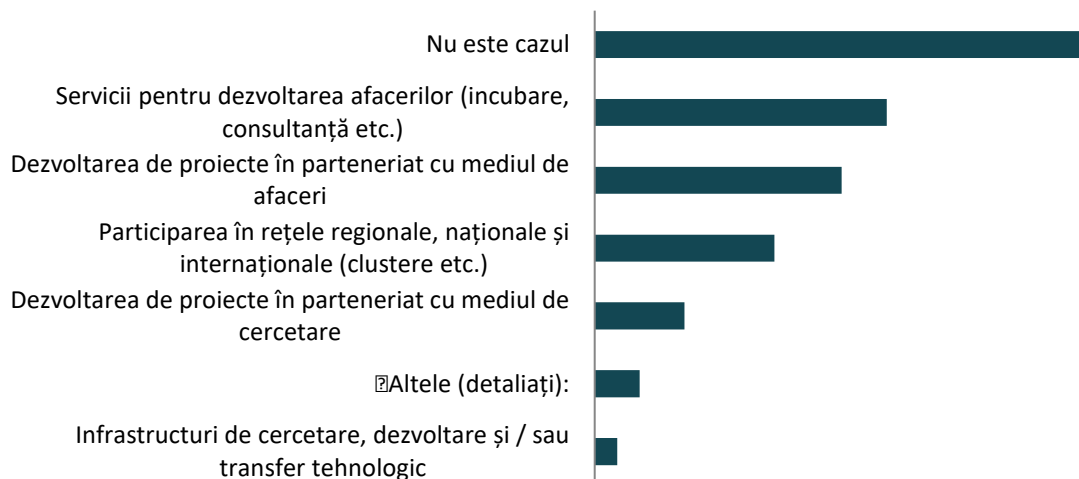 Nu este cazul
Servicii pentru dezvoltarea afacerilor (incubare,
consultanță etc.)
Dezvoltarea de proiecte în parteneriat cu mediul de
afaceri
Participarea în rețele regionale, naționale și
internaționale (clustere etc.)
Dezvoltarea de proiecte în parteneriat cu mediul de
cercetare
⍰Altele (detaliați):
Infrastructuri de cercetare, dezvoltare și / sau
transfer tehnologic